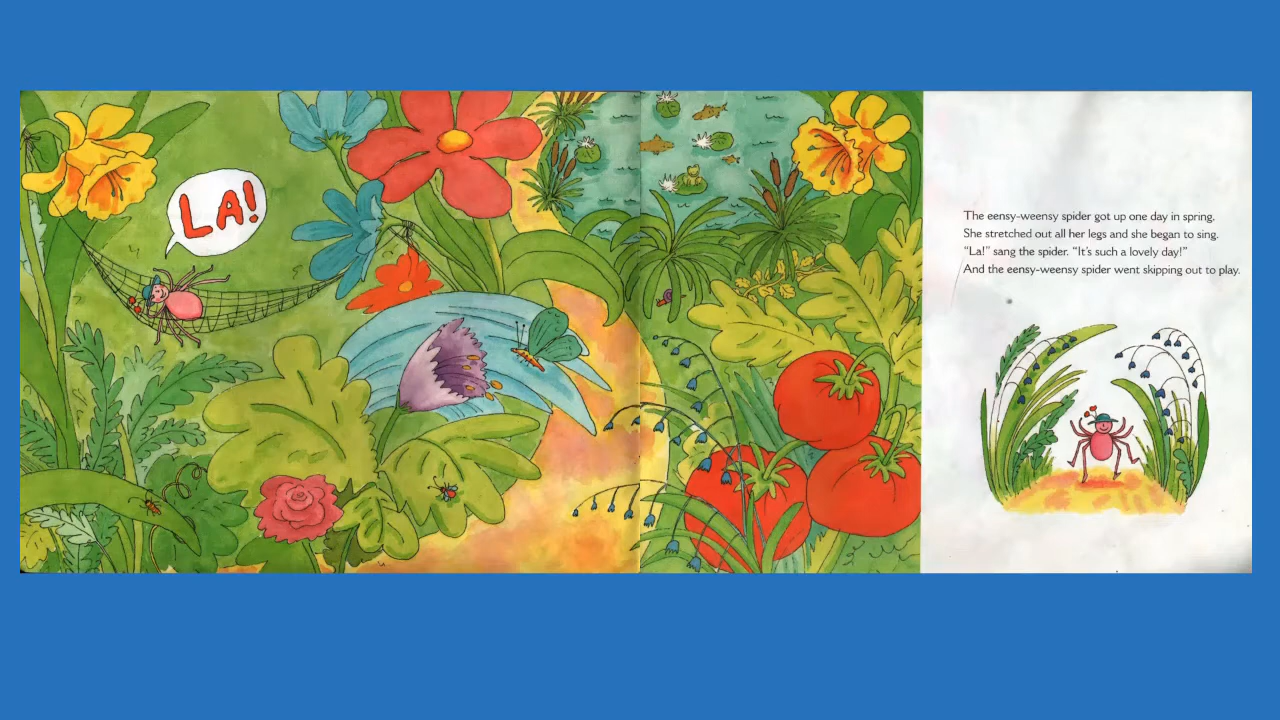 LA!
The eensy-weensy spider got up one day in spring.
She stretched out all her legs and she began to sing.
“La!” sang the spider. “It’s such a lovely day!”
And the eensy-weensy spider went skipping out to play.